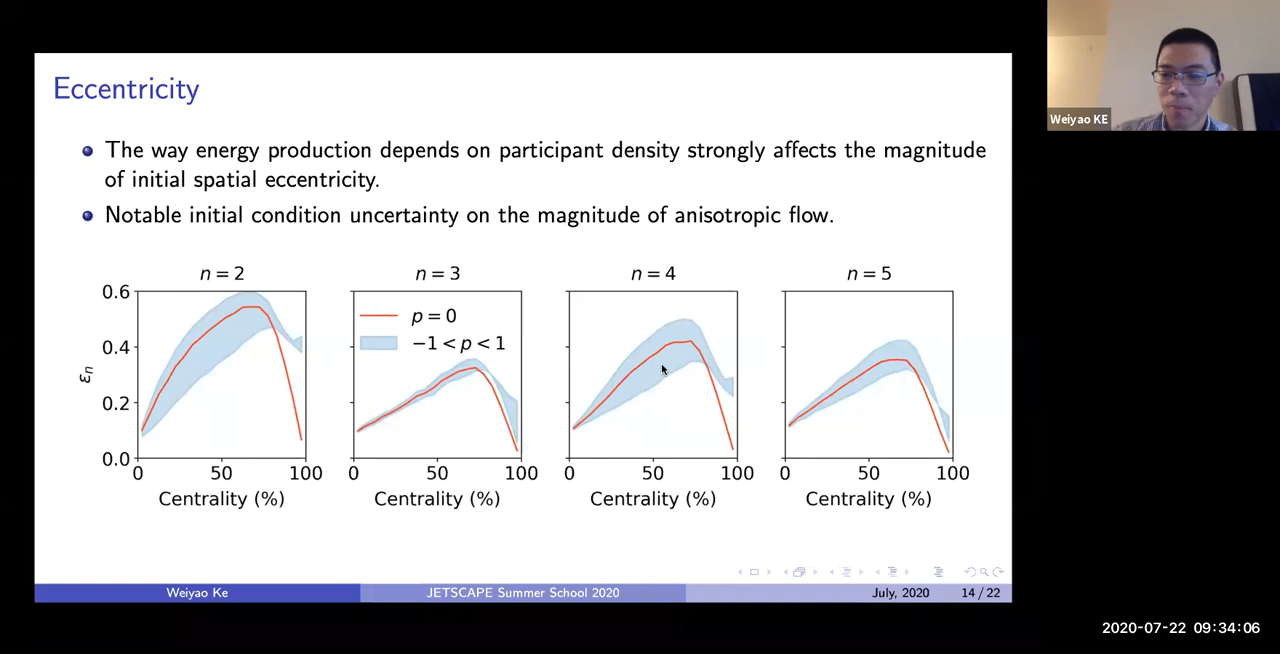 Eccentricity
The way energy production depends on participant density strongly affects the magnitude
of initial spatial eccentricity.
Notable initial condition uncertainty on the magnitude of anisotropic flow.
n = 2
n = 3
n = 4
n = 5
0.6
0.4
0.2
0.0
εn
p = 0
−1 < p < 1
0 50 100
0 50 100
0 50 100
0 50 100
Centrality (%)
Centrality (%)
Centrality (%)
Centrality (%)
Weiyao Ke
JETSCAPE Summer School 2020
July, 2020
14 / 22
Weiyao KE
2020-07-22 09:34:06